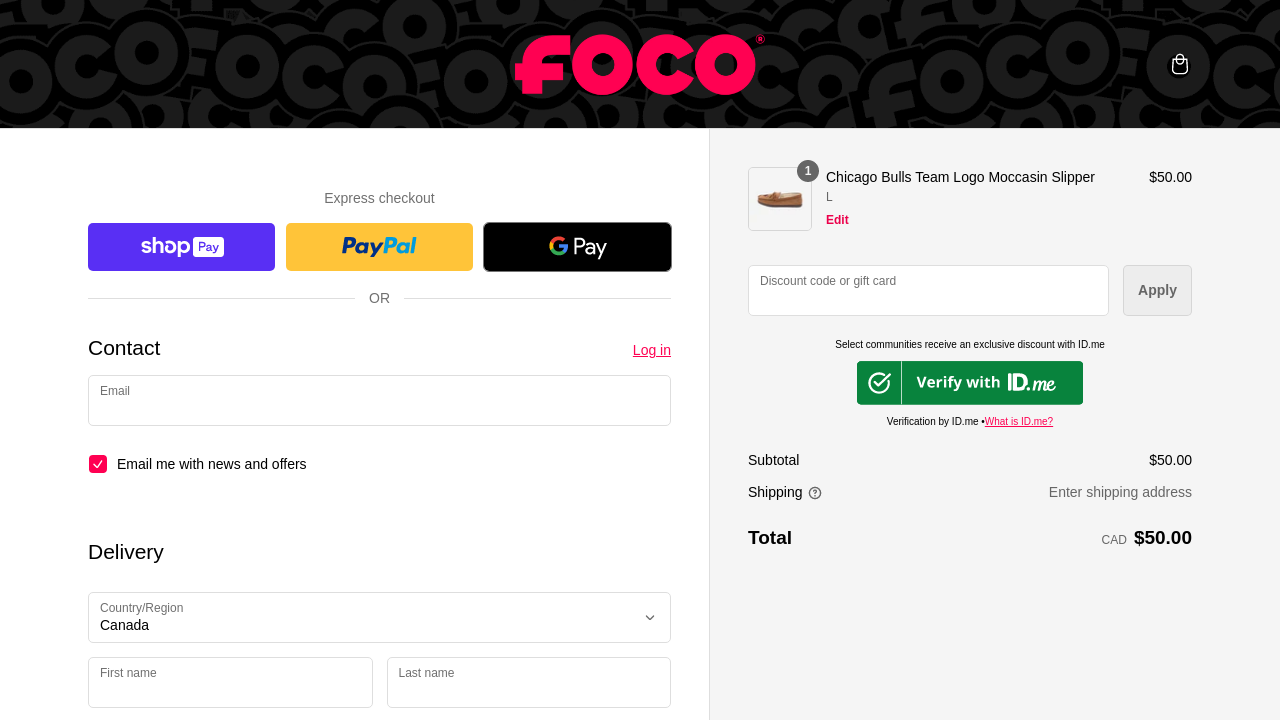 FOCO®
Express checkout
shop Pay
PayPal
G Pay
OR
Contact
Log in
Email
Email me with news and offers
Delivery
Country/Region
Canada
First name
Last name
1
Chicago Bulls Team Logo Moccasin Slipper
$50.00
L
Edit
Discount code or gift card
Apply
Select communities receive an exclusive discount with ID.me
Verify with ID.me
Verification by ID.me •What is ID.me?
Subtotal
$50.00
Shipping
Enter shipping address
Total
CAD $50.00